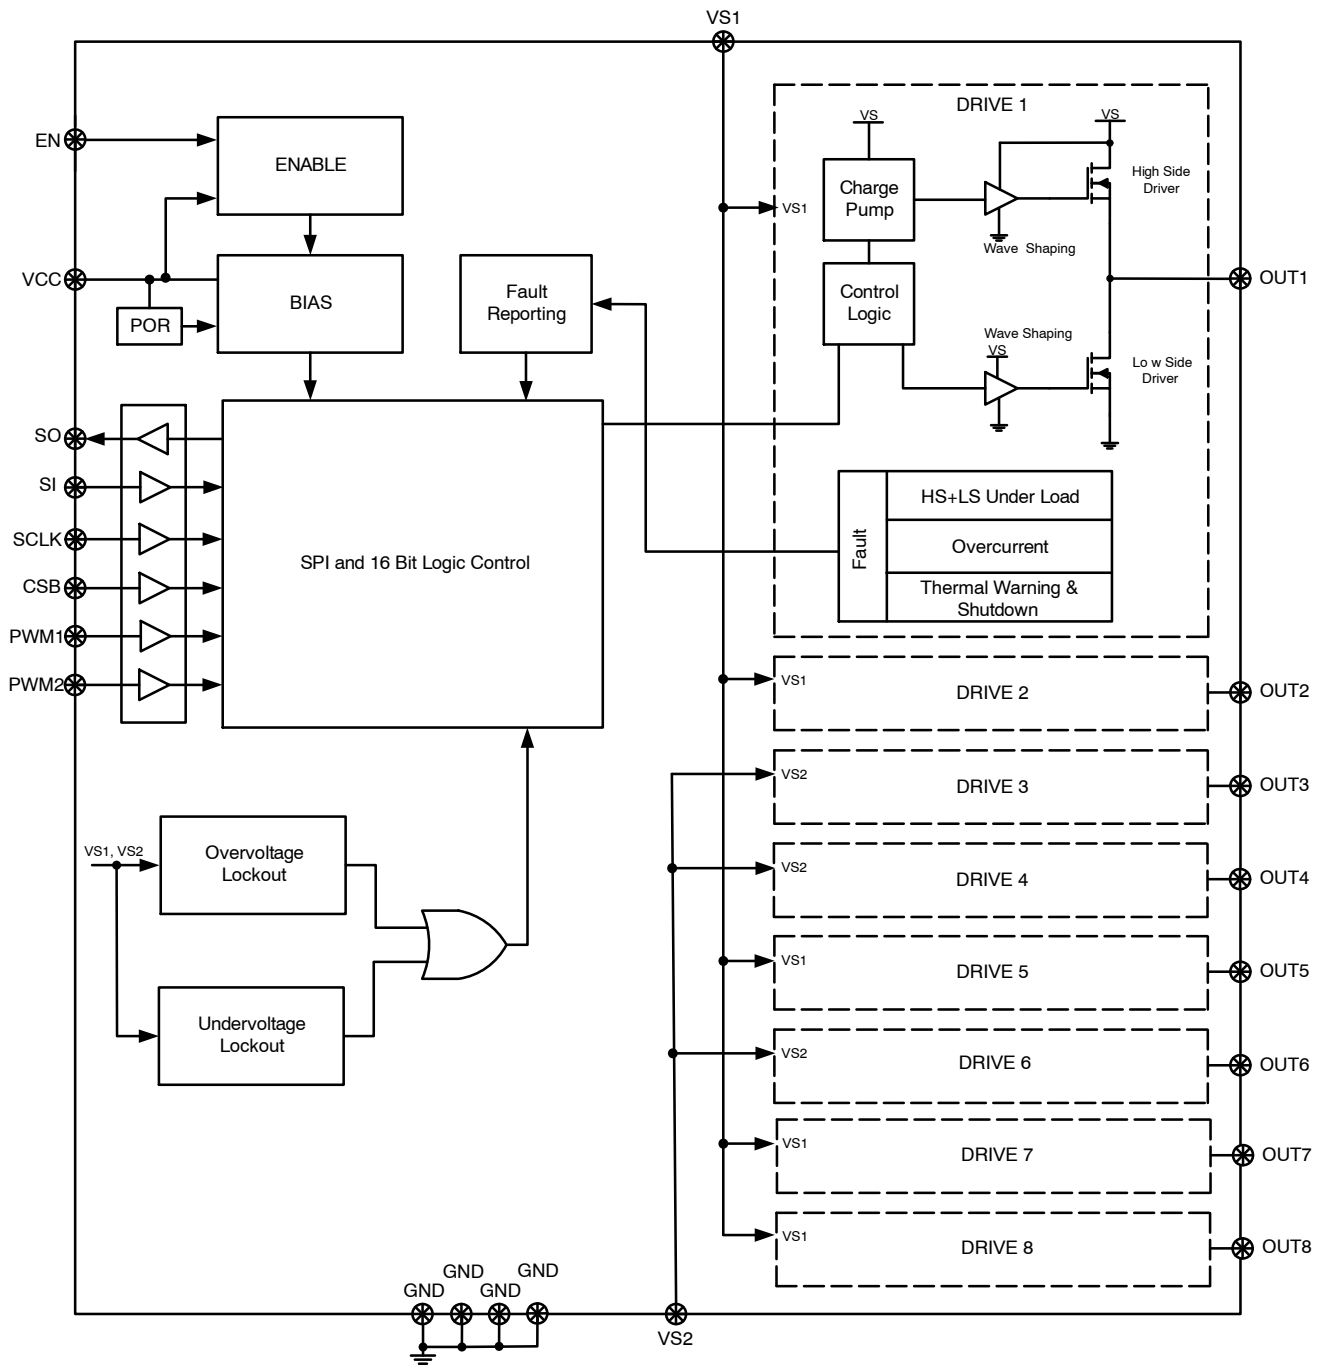 VS1
DRIVE 1
VS
VS
EN
ENABLE
Charge
Pump
High Side
Driver
VS1
Wave Shaping
VCC
BIAS
POR
Fault
Reporting
Control
Logic
OUT1
Wave Shaping
VS
Lo w Side
Driver
SO
SI
SCLK
CSB
PWM1
PWM2
SPI and 16 Bit Logic Control
Fault
HS+LS Under Load
Overcurrent
Thermal Warning &
Shutdown
VS1
DRIVE 2
OUT2
VS2
DRIVE 3
OUT3
VS1, VS2
Overvoltage
Lockout
VS2
DRIVE 4
OUT4
VS1
DRIVE 5
OUT5
Undervoltage
Lockout
VS2
DRIVE 6
OUT6
VS1
DRIVE 7
OUT7
VS1
DRIVE 8
OUT8
GND
GND
GND
GND
VS2